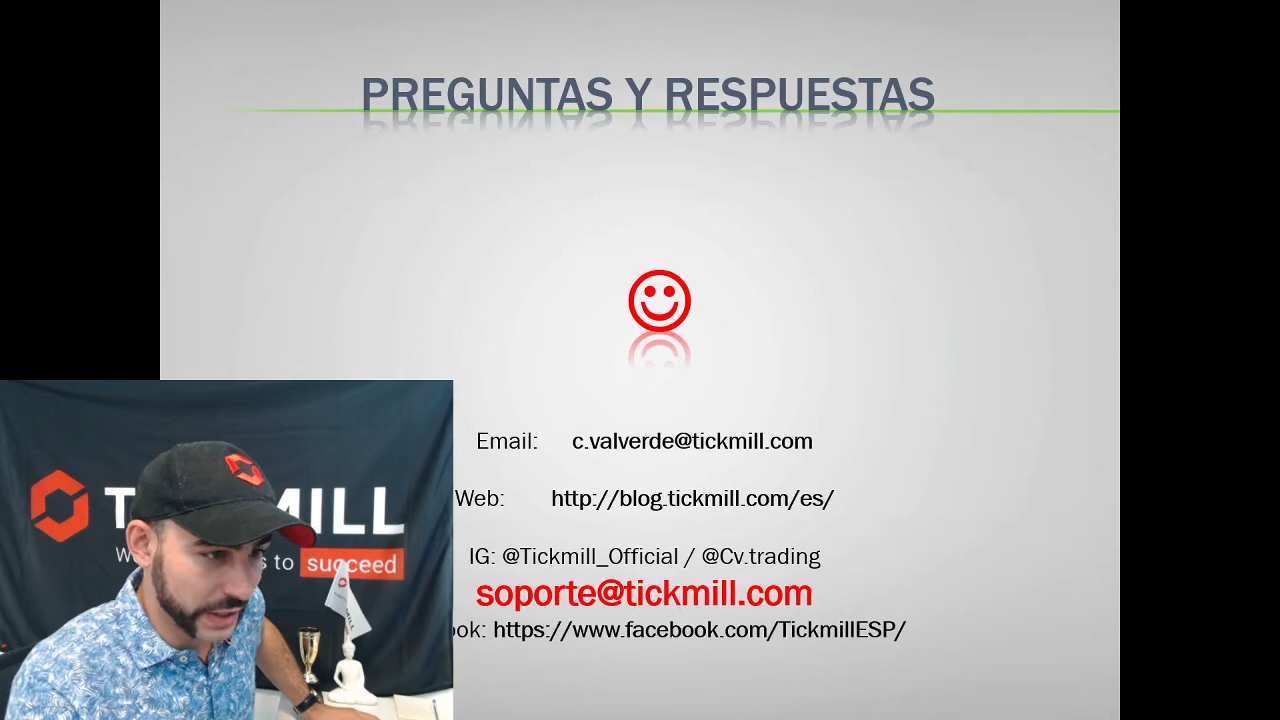 PREGUNTAS Y RESPUESTAS
Email: c.valverde@tickmill.com
Web: http://blog.tickmill.com/es/
IG: @Tickmill_Official / @Cv.trading
soporte@tickmill.com
https://www.facebook.com/TickmillESP/
MILL
to succeed